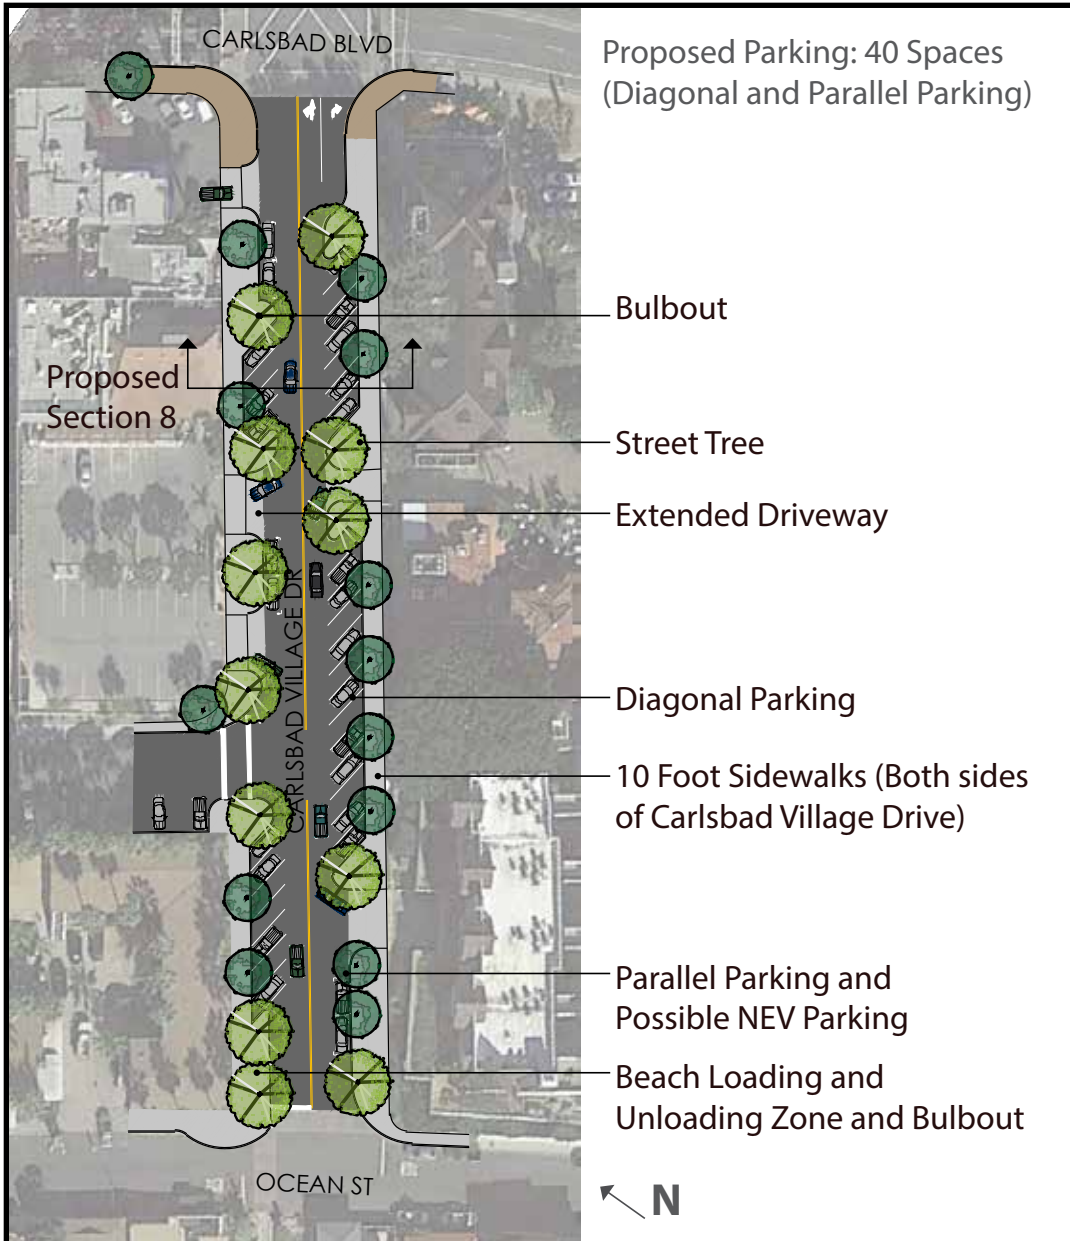 CARLSBAD BLVD
Proposed Parking: 40 Spaces
(Diagonal and Parallel Parking)
Bulbout
Proposed
Section 8
Street Tree
Extended Driveway
CARLSBAD VILLAGE DR
Diagonal Parking
10 Foot Sidewalks (Both sides
of Carlsbad Village Drive)
Parallel Parking and
Possible NEV Parking
Beach Loading and
Unloading Zone and Bulbout
OCEAN ST
N